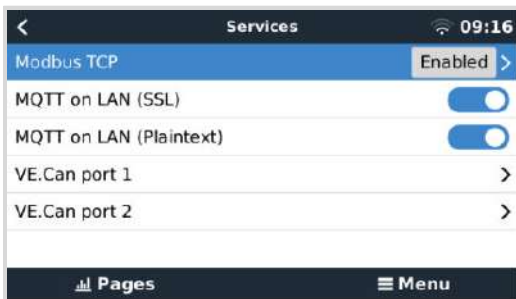 Services 09:16
Modbus TCP Enabled
MQTT on LAN (SSL)
MQTT on LAN (Plaintext)
VE.Can port 1
VE.Can port 2
Pages Menu